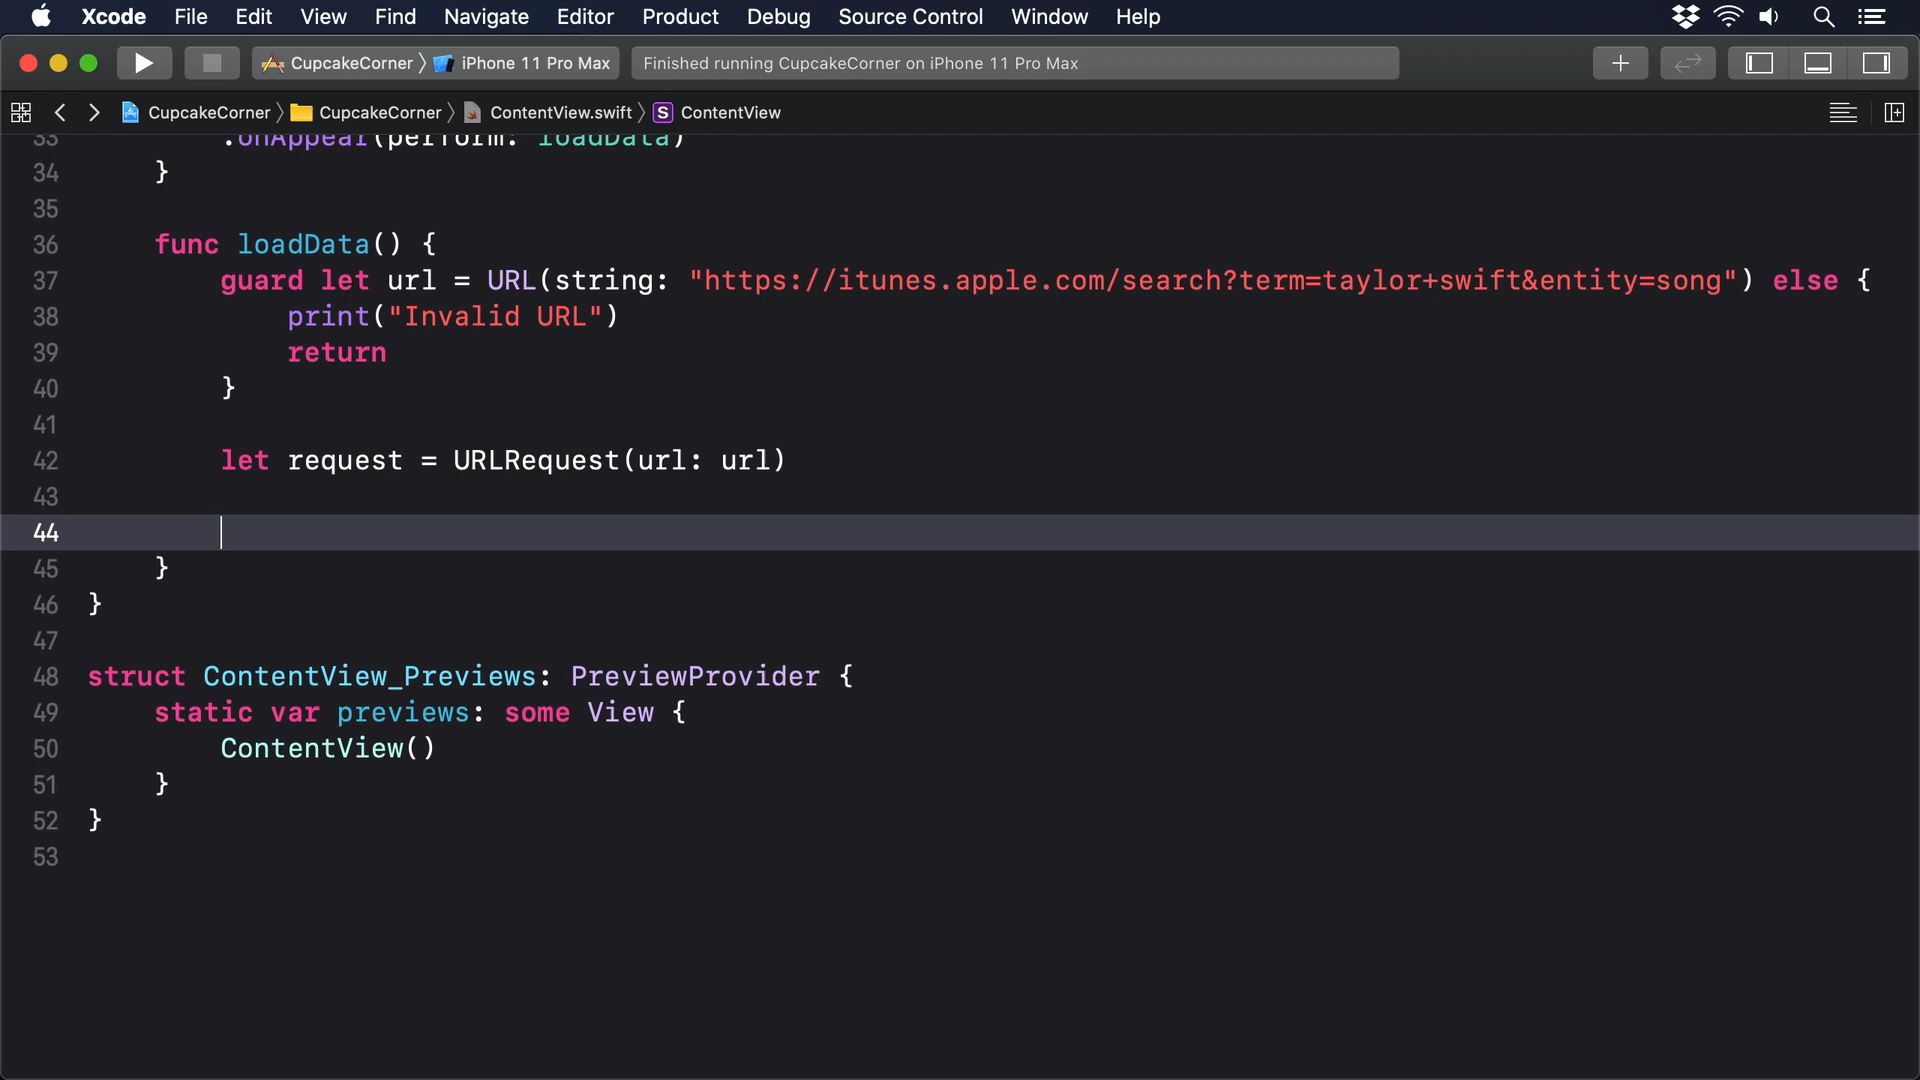 Xcode File Edit View Find Navigate Editor Product Debug Source Control Window Help
CupcakeCorner 〉 iPhone 11 Pro Max Finished running CupcakeCorner on iPhone 11 Pro Max
CupcakeCorner 〉 CupcakeCorner 〉 ContentView.swift 〉 S ContentView
33 .onAppear(perform: loadData)
34 }
35
36 func loadData() {
37 guard let url = URL(string: "https://itunes.apple.com/search?term=taylor+swift&entity=song") else {
38 print("Invalid URL")
39 return
40 }
41
42 let request = URLRequest(url: url)
43
44
45 }
46 }
47
48 struct ContentView_Previews: PreviewProvider {
49 static var previews: some View {
50 ContentView()
51 }
52 }
53